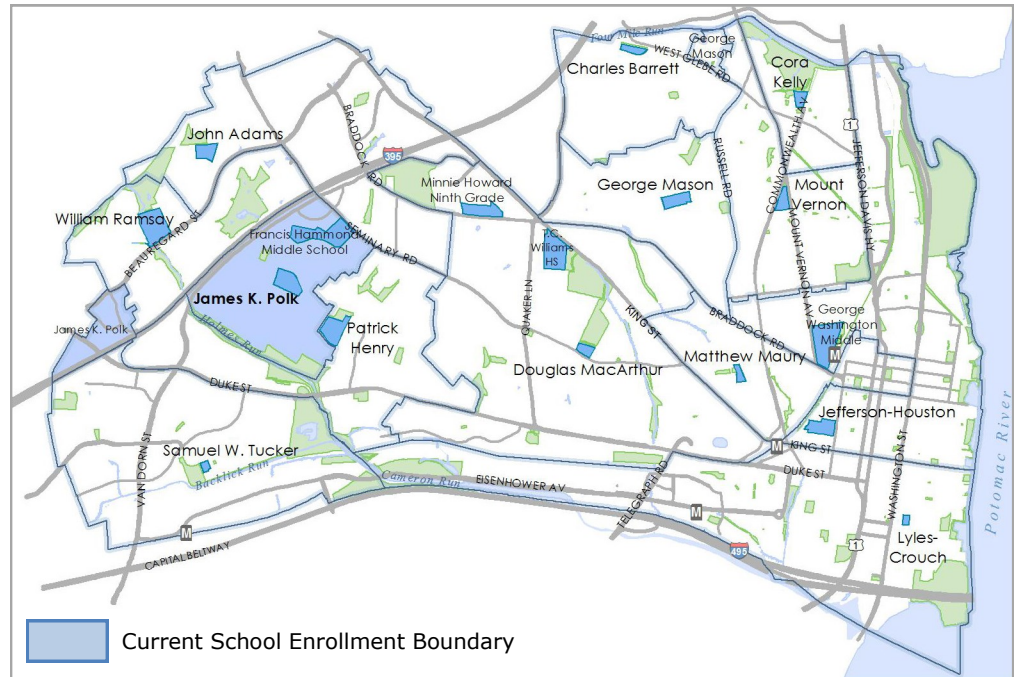 Four Mile Run
George
Mason
WEST GLEBE RD
Charles Barrett
Cora
Kelly
John Adams
BRADDOCK RD
395
1
COMMONWEALTH AV
JEFFERSON DAVIS HY
RUSSELL RD
Minnie Howard
Ninth Grade
George Mason
Mount
Vernon
William Ramsay
BEAUREGARD ST
Francis Hammond
Middle School
SEMINARY RD
T.C.
Williams
HS
MOUNT VERNON AV
James K. Polk
James K. Polk
Holmes Run
Patrick
Henry
QUAKER LN
KING ST
BRADDOCK RD
George
Washington
Middle
M
Matthew Maury
Douglas MacArthur
DUKE ST
Jefferson-Houston
M
KING ST
DUKE ST
WASHINGTON ST
Potomac River
Samuel W. Tucker
Backlick Run
VAN DORN ST
Cameron Run
EISENHOWER AV
TELEGRAPH RD
M
M
CAPITAL BELTWAY
495
1
Lyles-
Crouch
Current School Enrollment Boundary